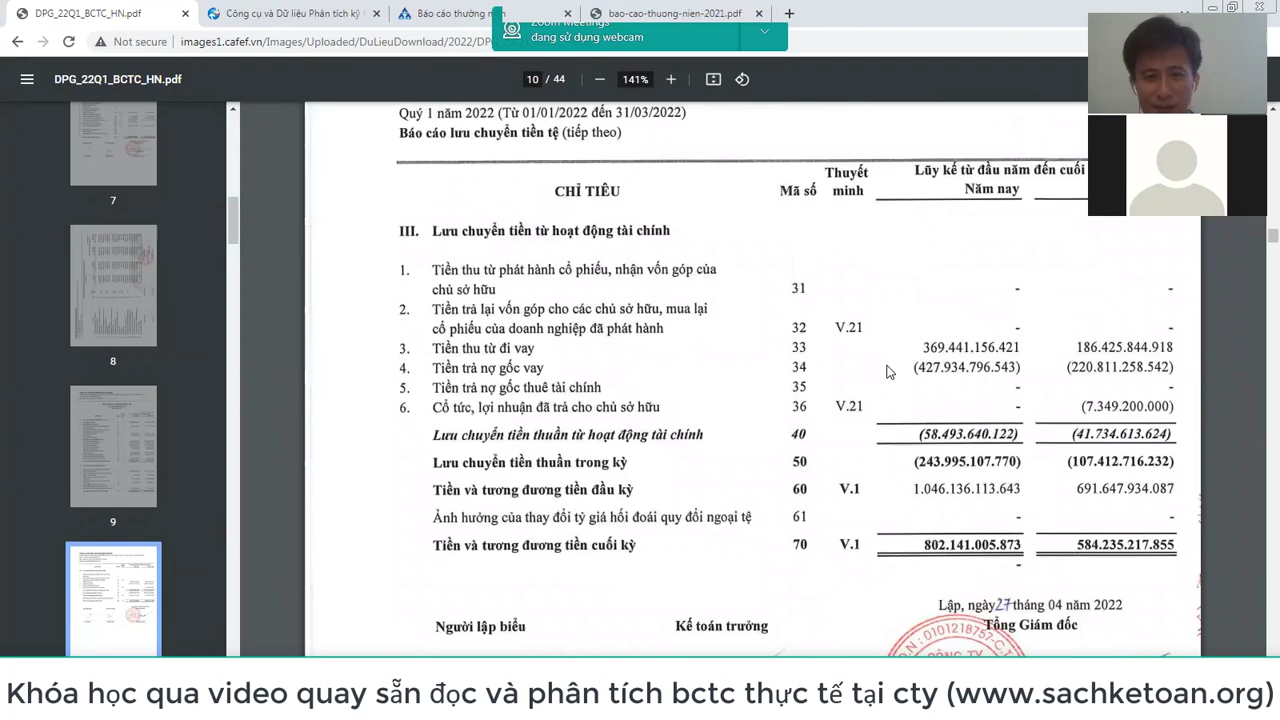 DPG_22Q1_BCTC_HN.pdf
Công cụ và Dữ liệu Phân tích kỹ t
Báo cáo thường niên
bao-cao-thuong-nien-2021.pdf
Zoom Meetings
đang sử dụng webcam
Not secure
images1.cafef.vn/Images/Uploaded/DuLieuDownload/2022/DP
DPG_22Q1_BCTC_HN.pdf
10 / 44
141%
7
8
9
Quý 1 năm 2022 (Từ 01/01/2022 đến 31/03/2022)
Báo cáo lưu chuyển tiền tệ (tiếp theo)
CHỈ TIÊU Mã số Thuyết minh Lũy kế từ đầu năm đến cuối
Năm nay
III. Lưu chuyển tiền từ hoạt động tài chính
1. Tiền thu từ phát hành cổ phiếu, nhận vốn góp của
chủ sở hữu 31 - -
2. Tiền trả lại vốn góp cho các chủ sở hữu, mua lại
cổ phiếu của doanh nghiệp đã phát hành 32 V.21 - -
3. Tiền thu từ đi vay 33 369.441.156.421 186.425.844.918
4. Tiền trả nợ gốc vay 34 (427.934.796.543) (220.811.258.542)
5. Tiền trả nợ gốc thuê tài chính 35 - -
6. Cổ tức, lợi nhuận đã trả cho chủ sở hữu 36 V.21 - (7.349.200.000)
Lưu chuyển tiền thuần từ hoạt động tài chính 40 (58.493.640.122) (41.734.613.624)
Lưu chuyển tiền thuần trong kỳ 50 (243.995.107.770) (107.412.716.232)
Tiền và tương đương tiền đầu kỳ 60 V.1 1.046.136.113.643 691.647.934.087
Ảnh hưởng của thay đổi tỷ giá hối đoái quy đổi ngoại tệ 61 - -
Tiền và tương đương tiền cuối kỳ 70 V.1 802.141.005.873 584.235.217.855
-
Lập, ngày 27 tháng 04 năm 2022
Người lập biểu Kế toán trưởng Tổng Giám đốc
0101218757
CÔNG TY
Khóa học qua video quay sẵn đọc và phân tích bctc thực tế tại cty (www.sachketoan.org)